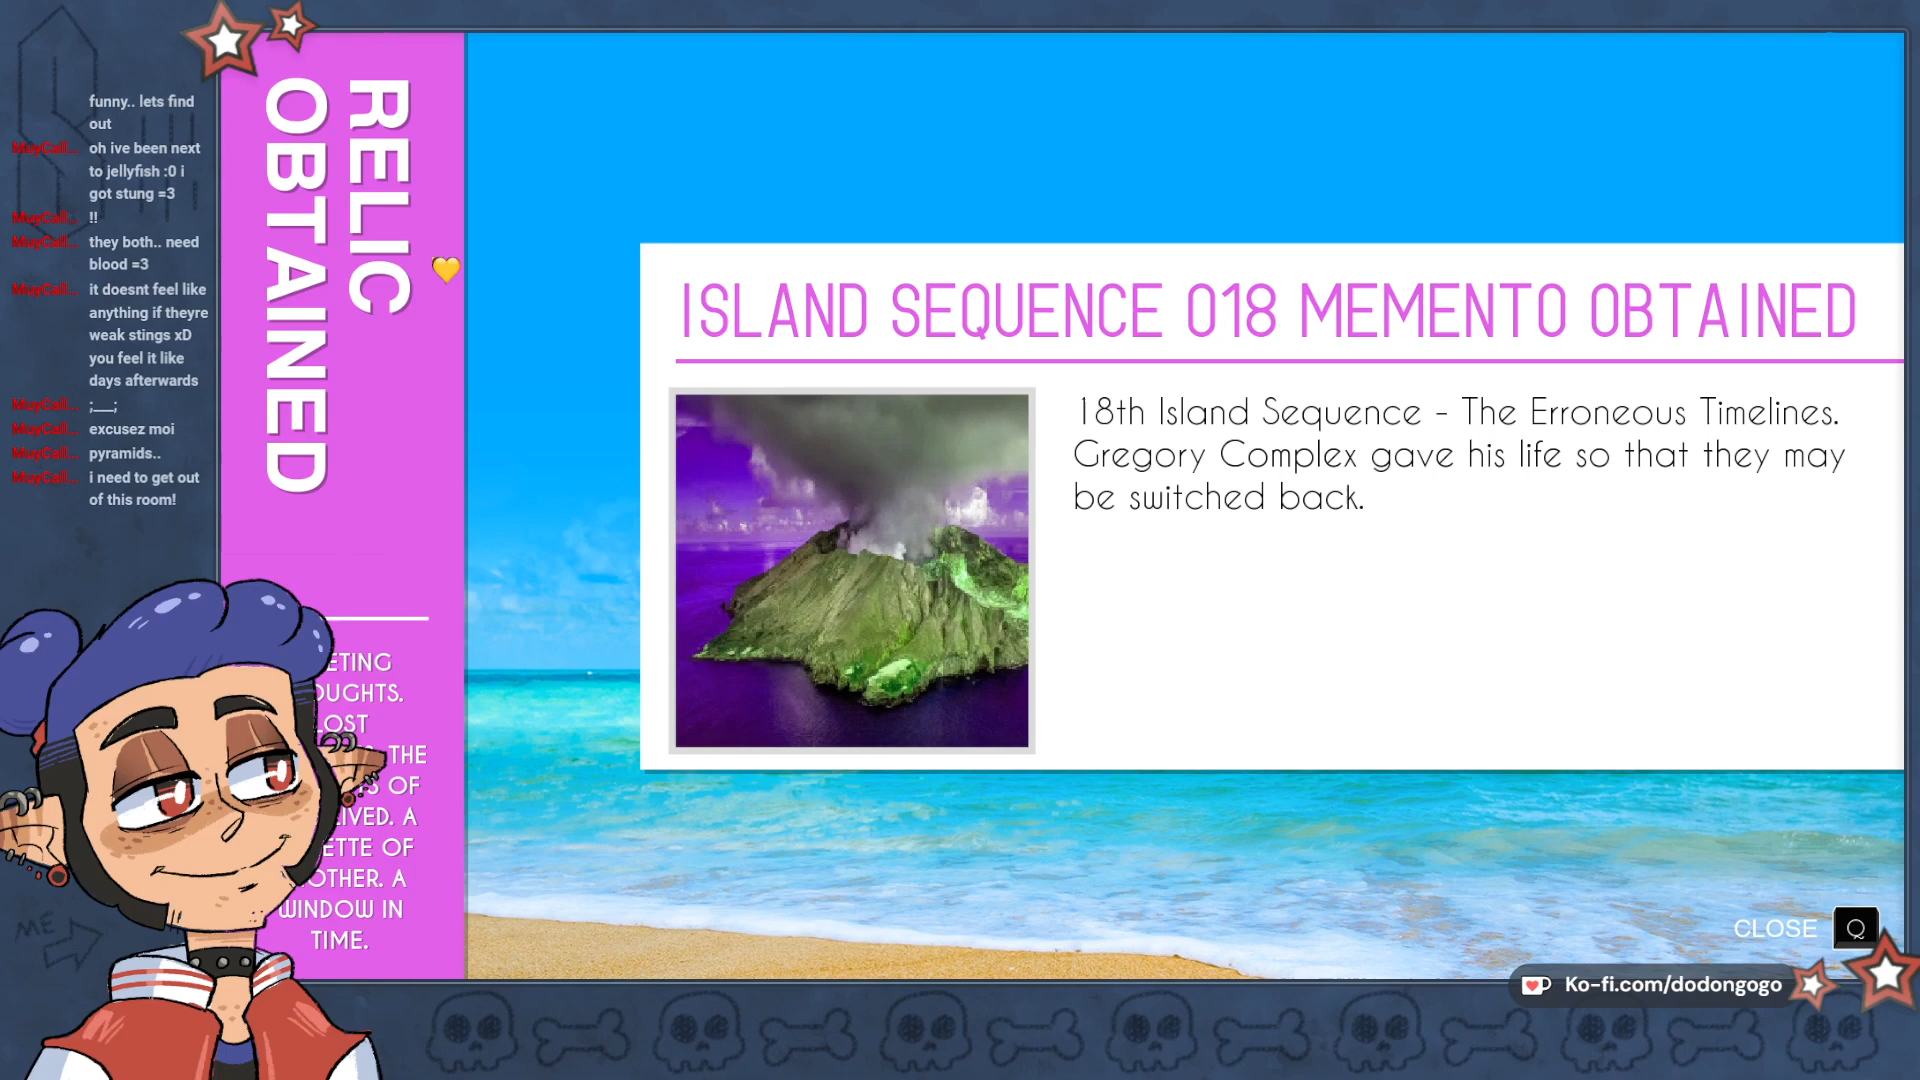 funny.. lets find
out
MuyCali... oh ive been next
to jellyfish :0 i
got stung =3
!!
they both.. need
blood =3
it doesnt feel like
anything if theyre
weak stings xD
you feel it like
days afterwards
;___;
excusez moi
pyramids..
i need to get out
of this room!
RELIC
OBTAINED
THE
OF
A
OF
A
WINDOW IN
TIME.
ISLAND SEQUENCE 018 MEMENTO OBTAINED
18th Island Sequence - The Erroneous Timelines.
Gregory Complex gave his life so that they may
be switched back.
CLOSE Q
Ko-fi.com/dodongogo
ME